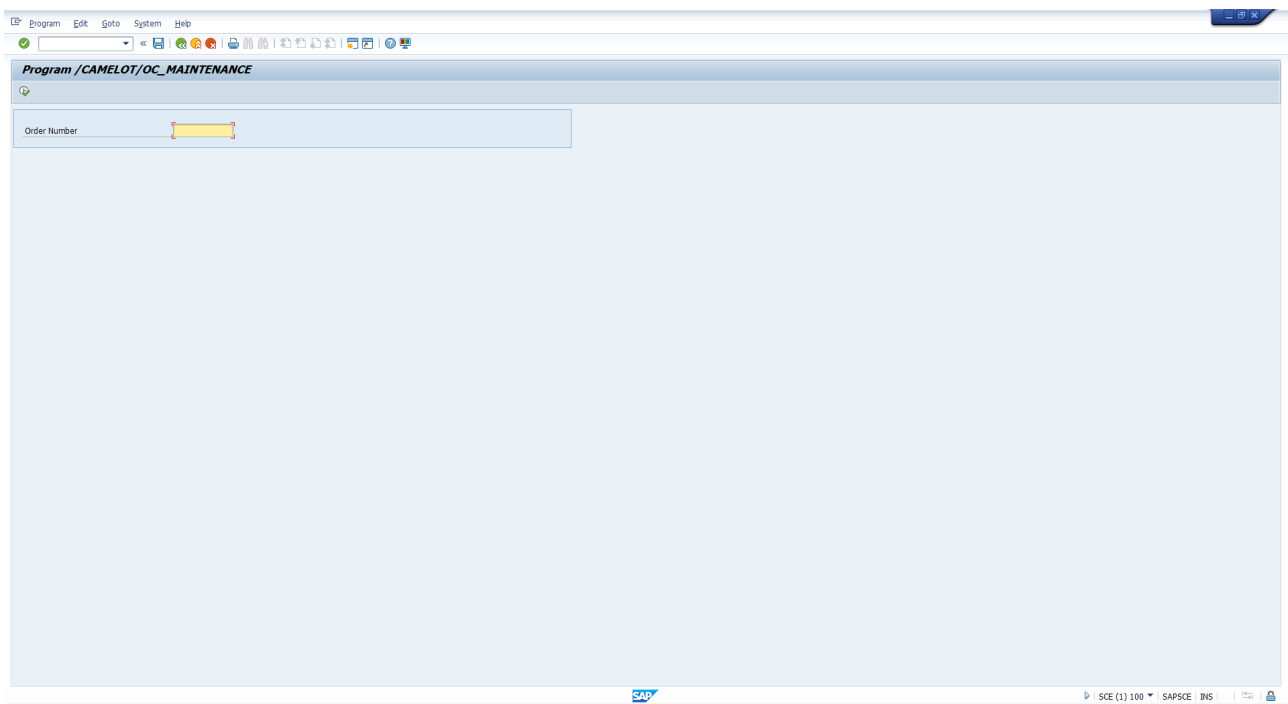 Program Edit Goto System Help
Program /CAMELOT/OC_MAINTENANCE
Order Number
SAP
SCE (1) 100 SAPSCE INS